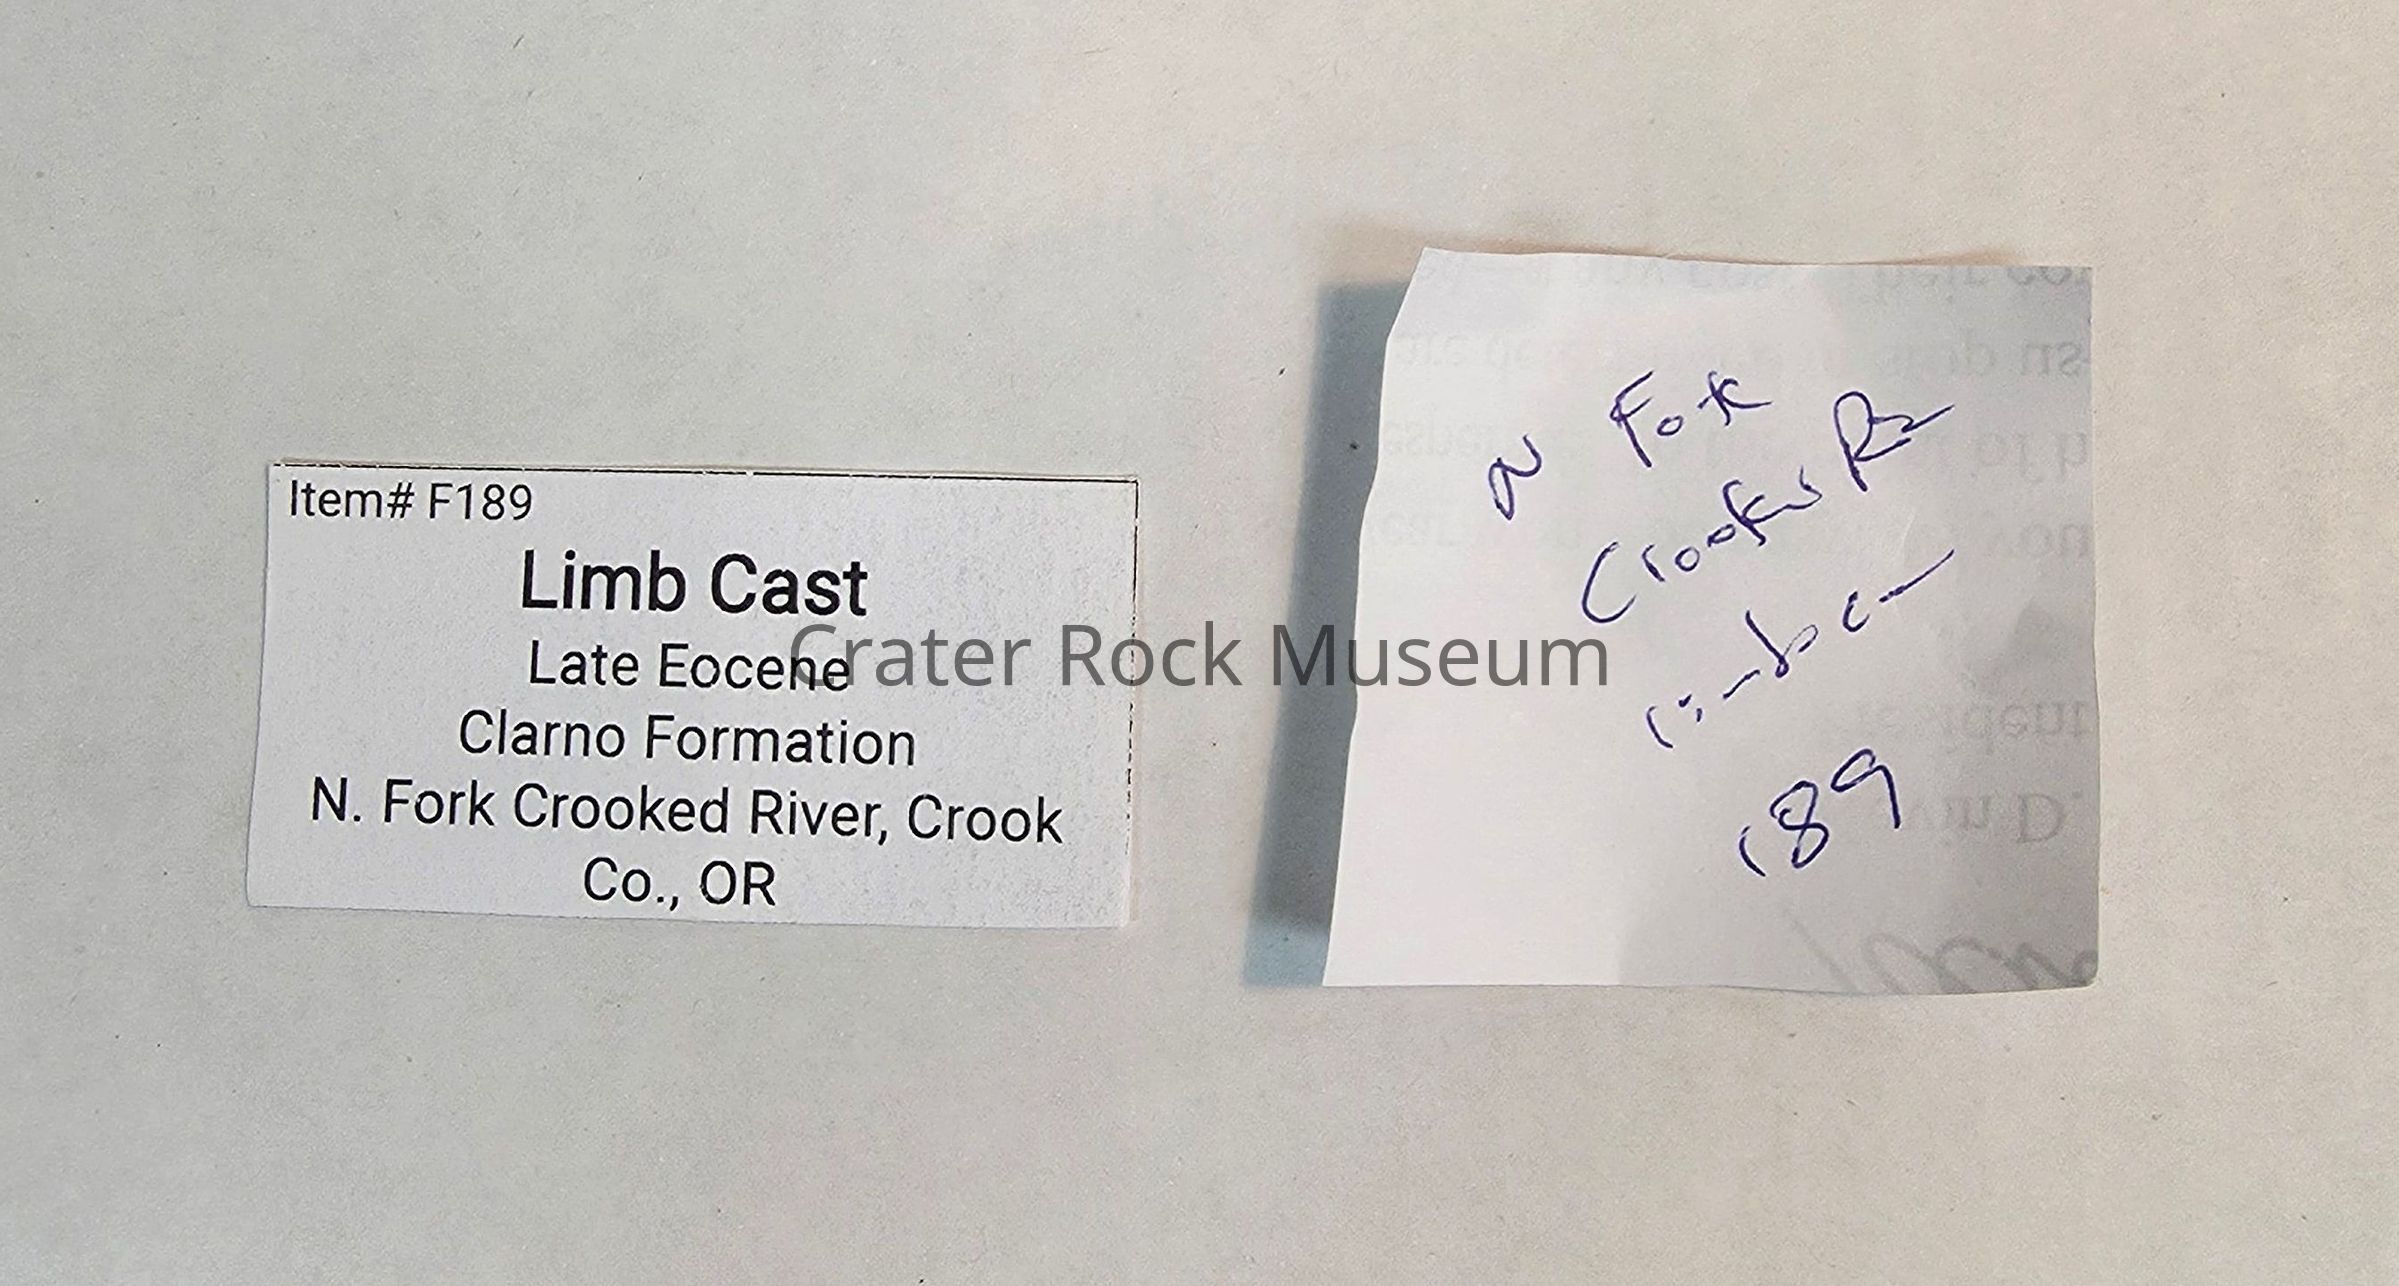 Item# F189
Limb Cast
Late Eocene
Clarno Formation
N. Fork Crooked River, Crook
Co., OR
N Fork
Crooked
189
Crater Rock Museum